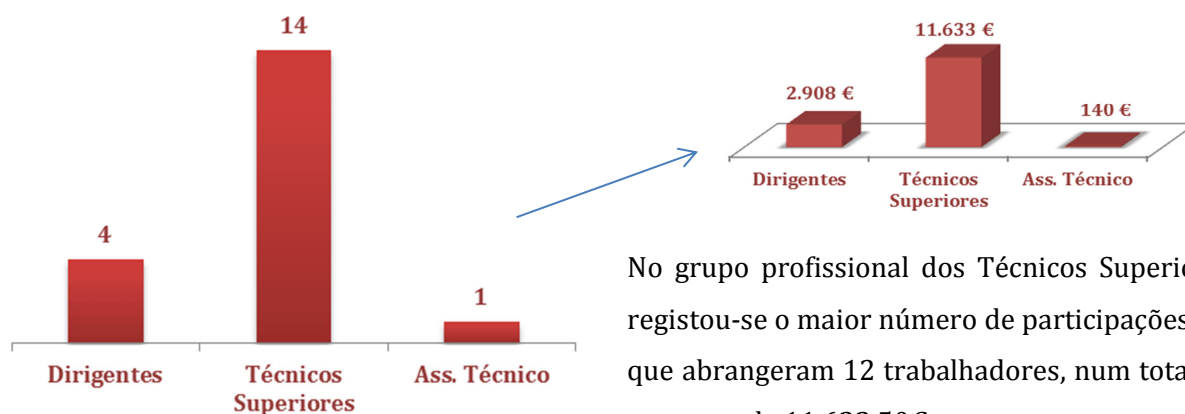 14
4
1
Dirigentes
Técnicos
Superiores
Ass. Técnico
11.633 €
2.908 €
140 €
Dirigentes
Técnicos
Superiores
Ass. Técnico
No grupo profissional dos Técnicos
registou-se o maior número de participações
que abrangeram 12 trabalhadores, num total